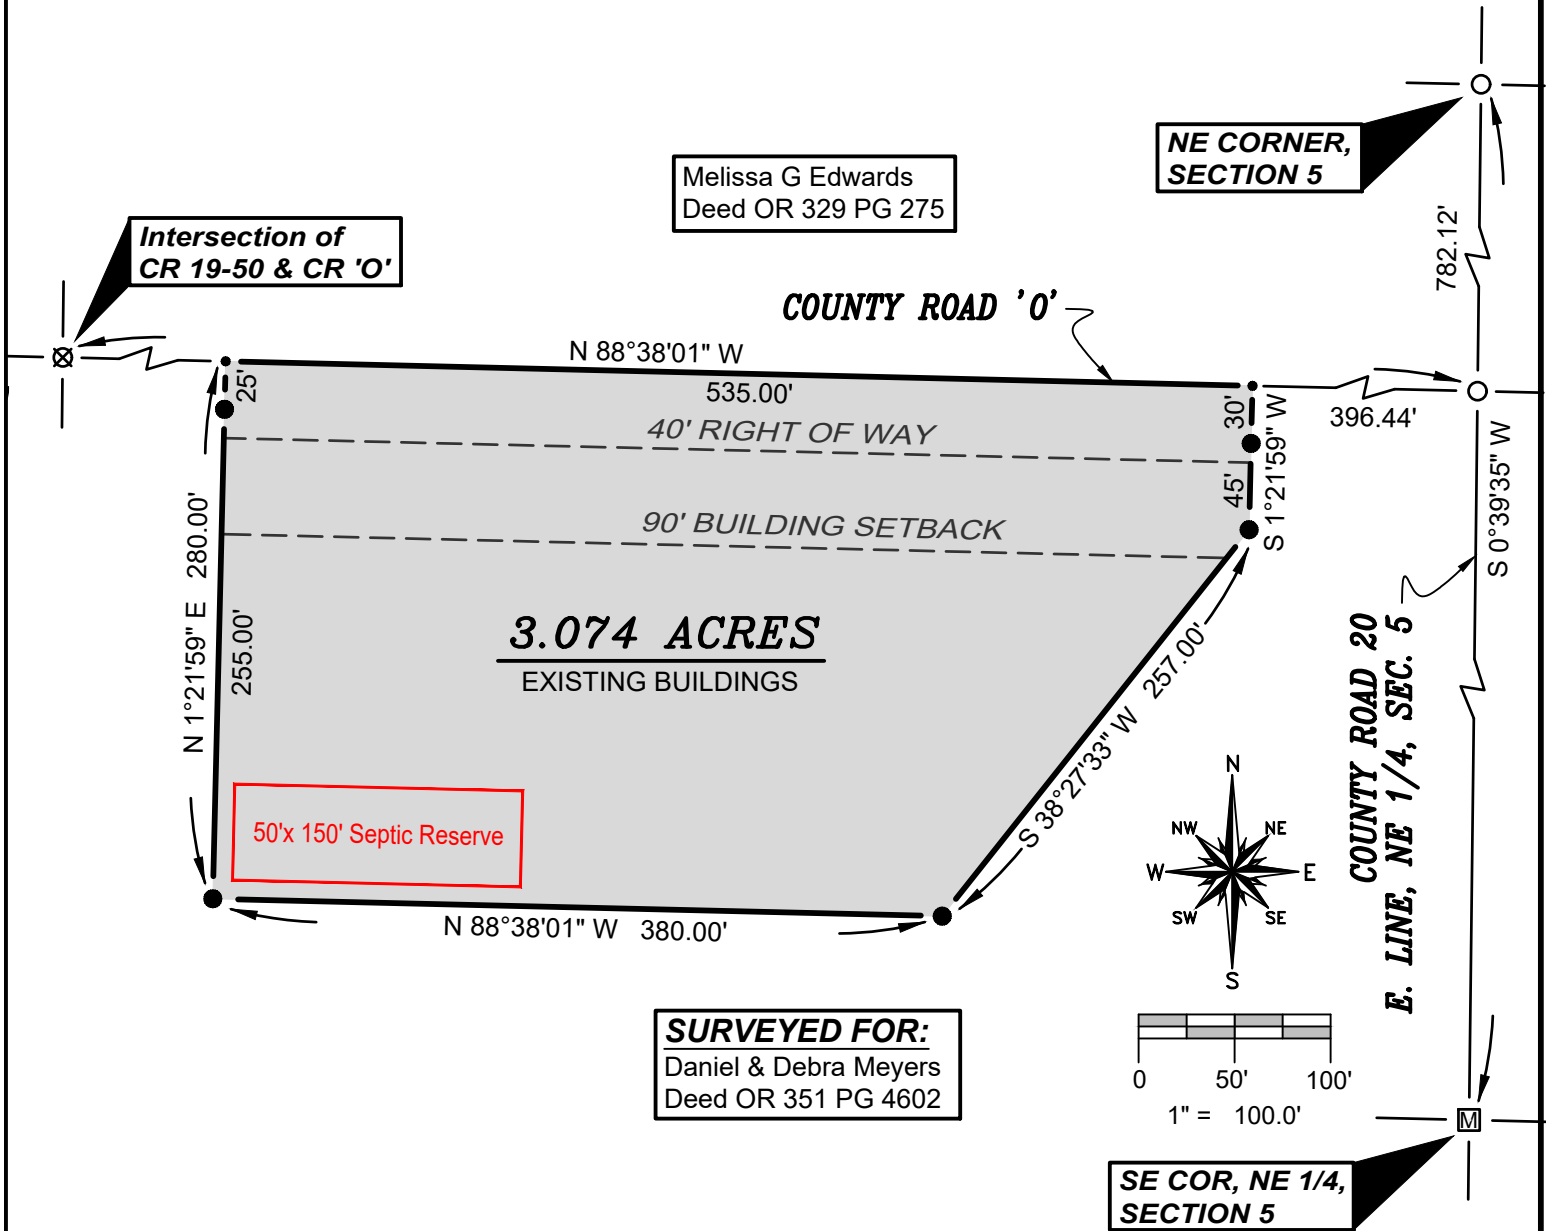 NE CORNER,
SECTION 5
Melissa G Edwards
Deed OR 329 PG 275
Intersection of
CR 19-50 & CR 'O'
782.12'
COUNTY ROAD 'O'
N 88°38'01" W
535.00'
25'
30'
396.44'
40' RIGHT OF WAY
45'
S 1°21'59" W
S 0°39'35" W
90' BUILDING SETBACK
N 1°21'59" E 280.00'
255.00'
3.074 ACRES
EXISTING BUILDINGS
S 38°27'33" W 257.00'
COUNTY ROAD 20
E. LINE, NE 1/4, SEC. 5
50'x 150' Septic Reserve
N 88°38'01" W 380.00'
N
NW
NE
W
E
SW
SE
S
SURVEYED FOR:
Daniel & Debra Meyers
Deed OR 351 PG 4602
0 50' 100'
1" = 100.0'
M
SE COR, NE 1/4,
SECTION 5